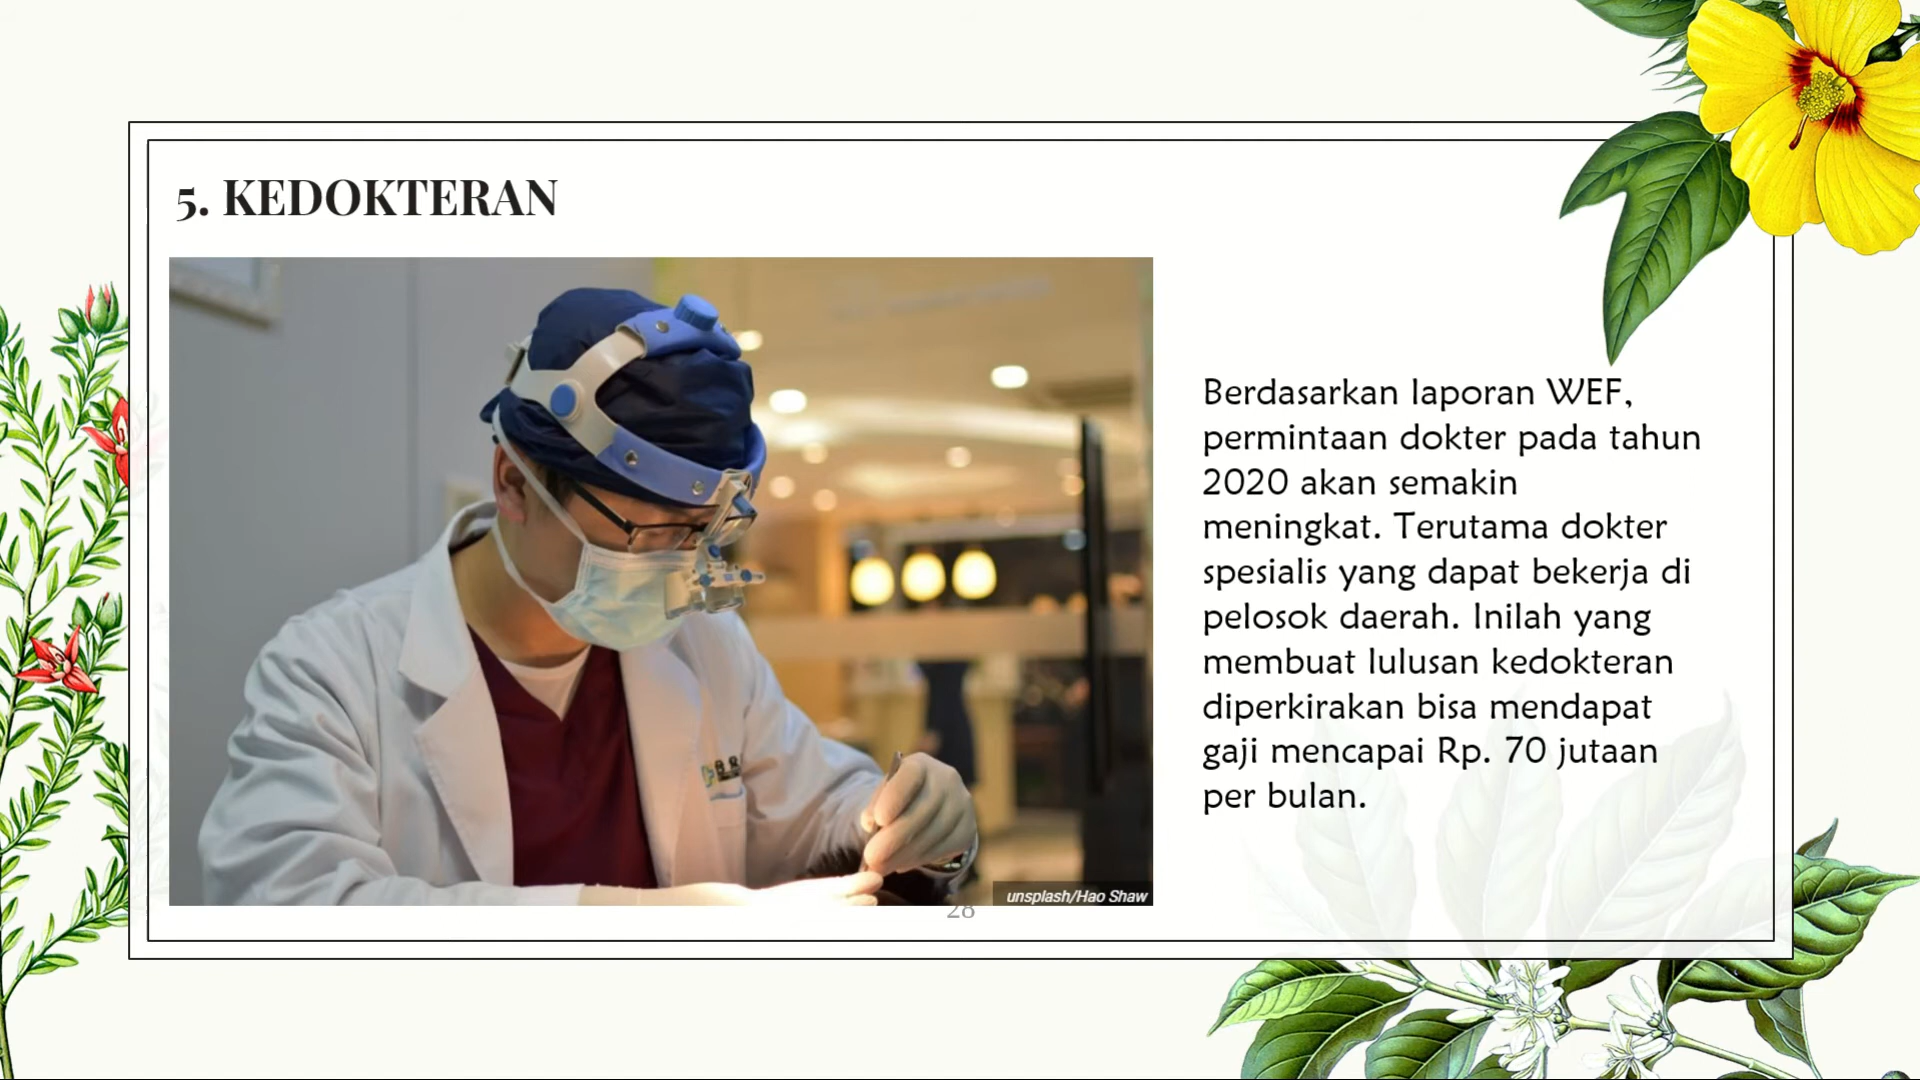 5. KEDOKTERAN
Berdasarkan laporan WEF,
permintaan dokter pada tahun
2020 akan semakin
meningkat. Terutama dokter
spesialis yang dapat bekerja di
pelosok daerah. Inilah yang
membuat lulusan kedokteran
diperkirakan bisa mendapat
gaji mencapai Rp. 70 jutaan
per bulan.
unsplash/Hao Shaw
28